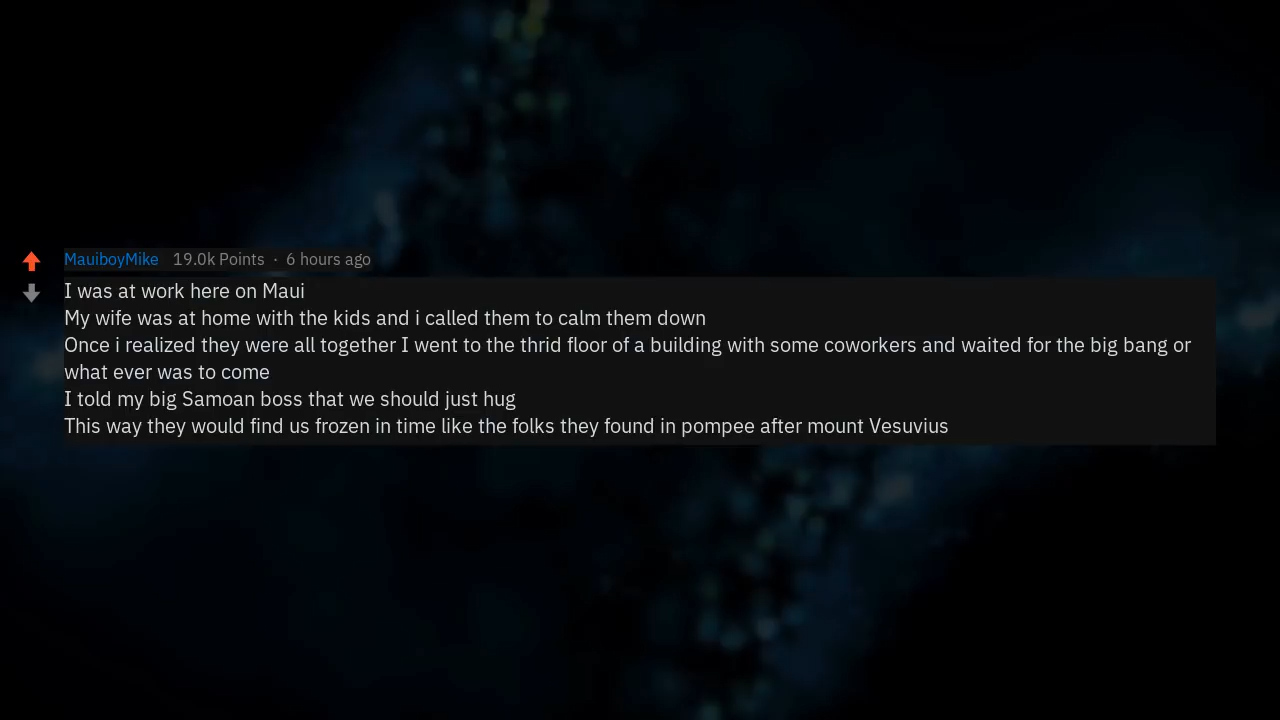 MauiboyMike 19.0k Points · 6 hours ago
I was at work here on Maui
My wife was at home with the kids and i called them to calm them down
Once i realized they were all together I went to the thrid floor of a building with some coworkers and waited for the big bang or
what ever was to come
I told my big Samoan boss that we should just hug
This way they would find us frozen in time like the folks they found in pompee after mount Vesuvius